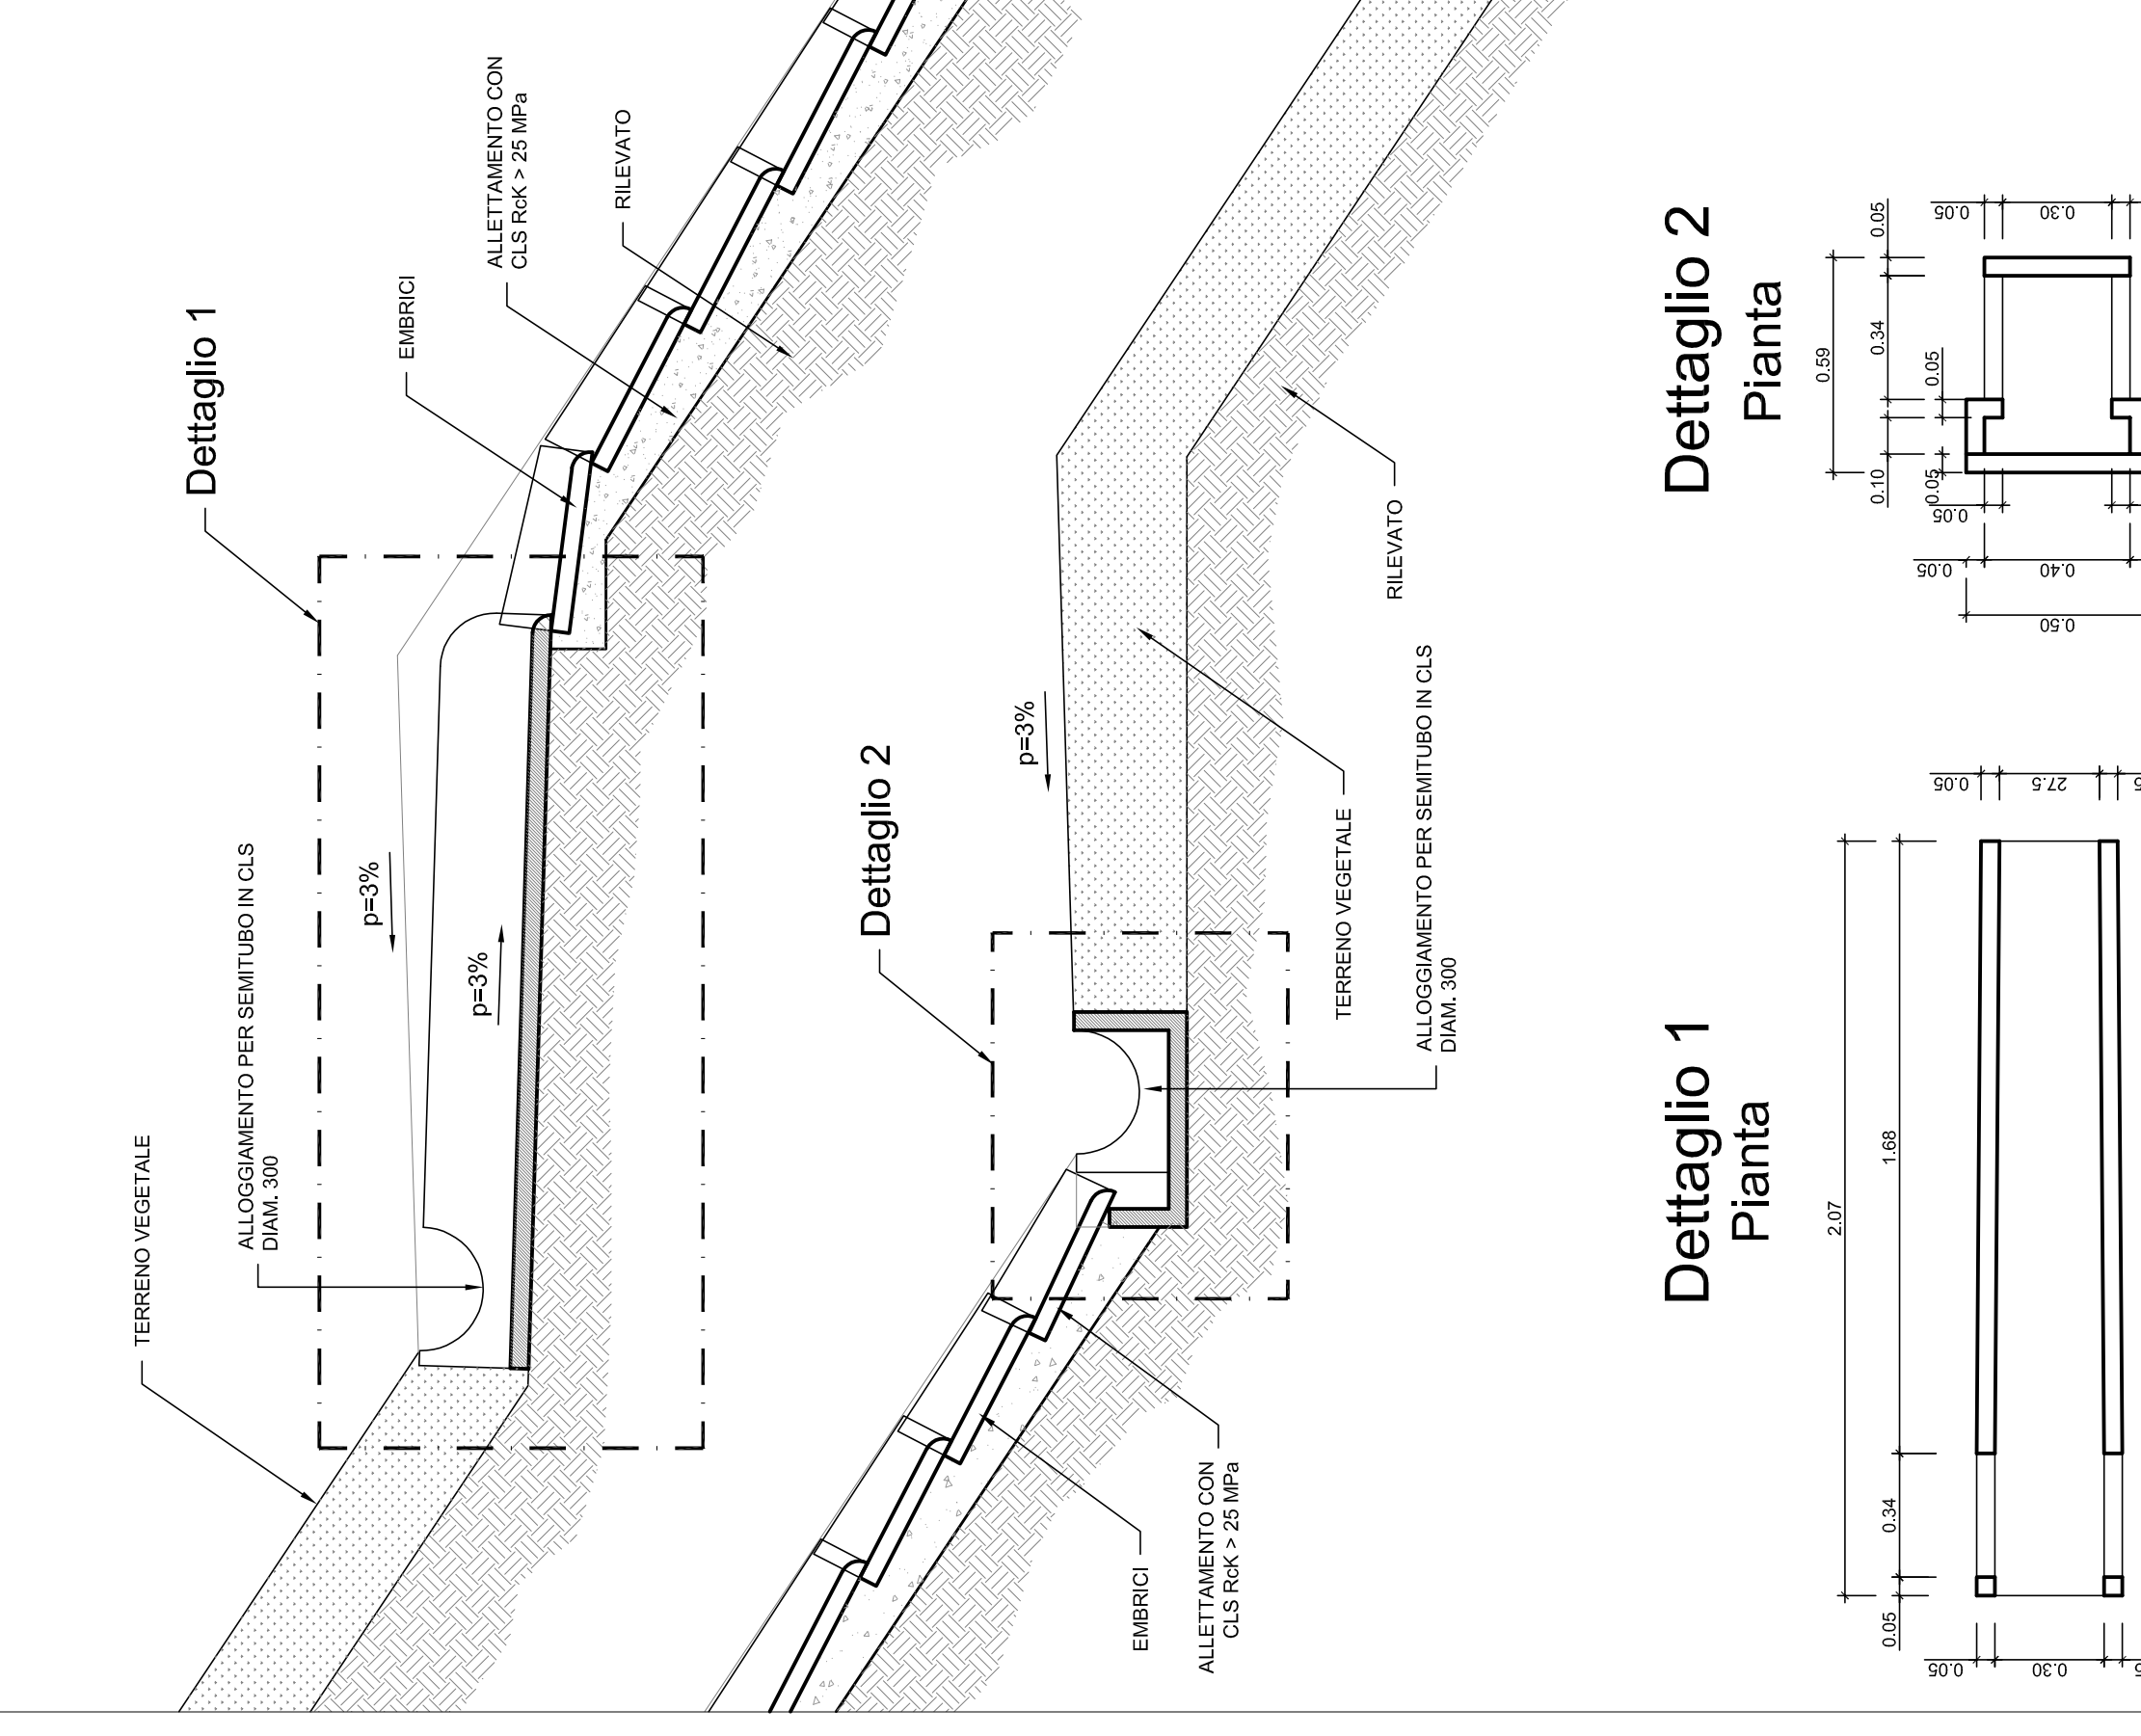 Dettaglio 1
TERRENO VEGETALE
ALLOGGIAMENTO PER SEMITUBO IN CLS
DIAM. 300
p=3%
p=3%
EMBRICI
ALLETTAMENTO CON
CLS RcK > 25 MPa
RILEVATO
Dettaglio 2
p=3%
EMBRICI
ALLETTAMENTO CON
CLS RcK > 25 MPa
TERRENO VEGETALE
RILEVATO
ALLOGGIAMENTO PER SEMITUBO IN CLS
DIAM. 300
Dettaglio 1
Pianta
2.07
0.05
0.34
1.68
0.05
0.30
0.05
27.5
Dettaglio 2
Pianta
0.59
0.10
0.34
0.05
0.05
0.05
0.05
0.30
0.05
0.05
0.40
0.50